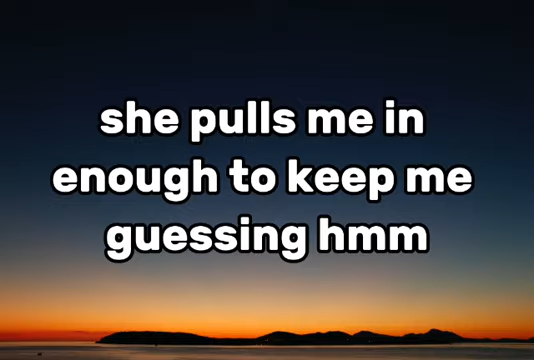 she pulls me in
enough to keep me
guessing hmm